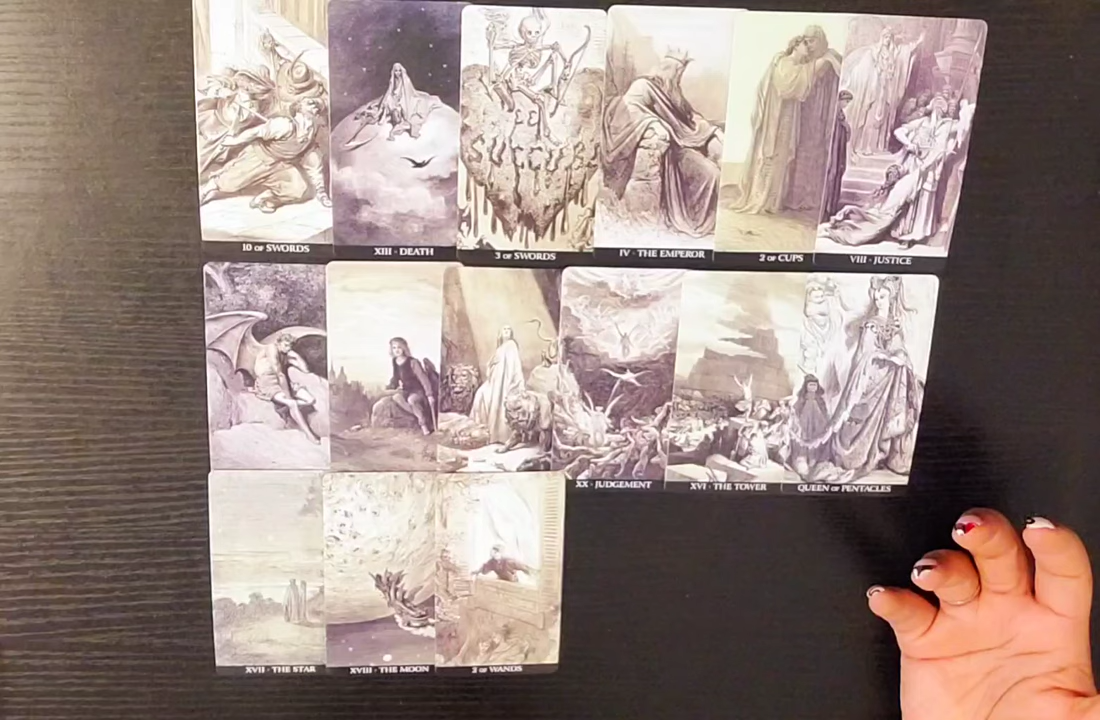 10 OF SWORDS
XIII · DEATH
3 OF SWORDS
IV · THE EMPEROR
2 OF CUPS
VIII · JUSTICE
XX · JUDGEMENT
XVI · THE TOWER
QUEEN OF PENTACLES
XVII · THE STAR
XVIII · THE MOON
2 OF WANDS